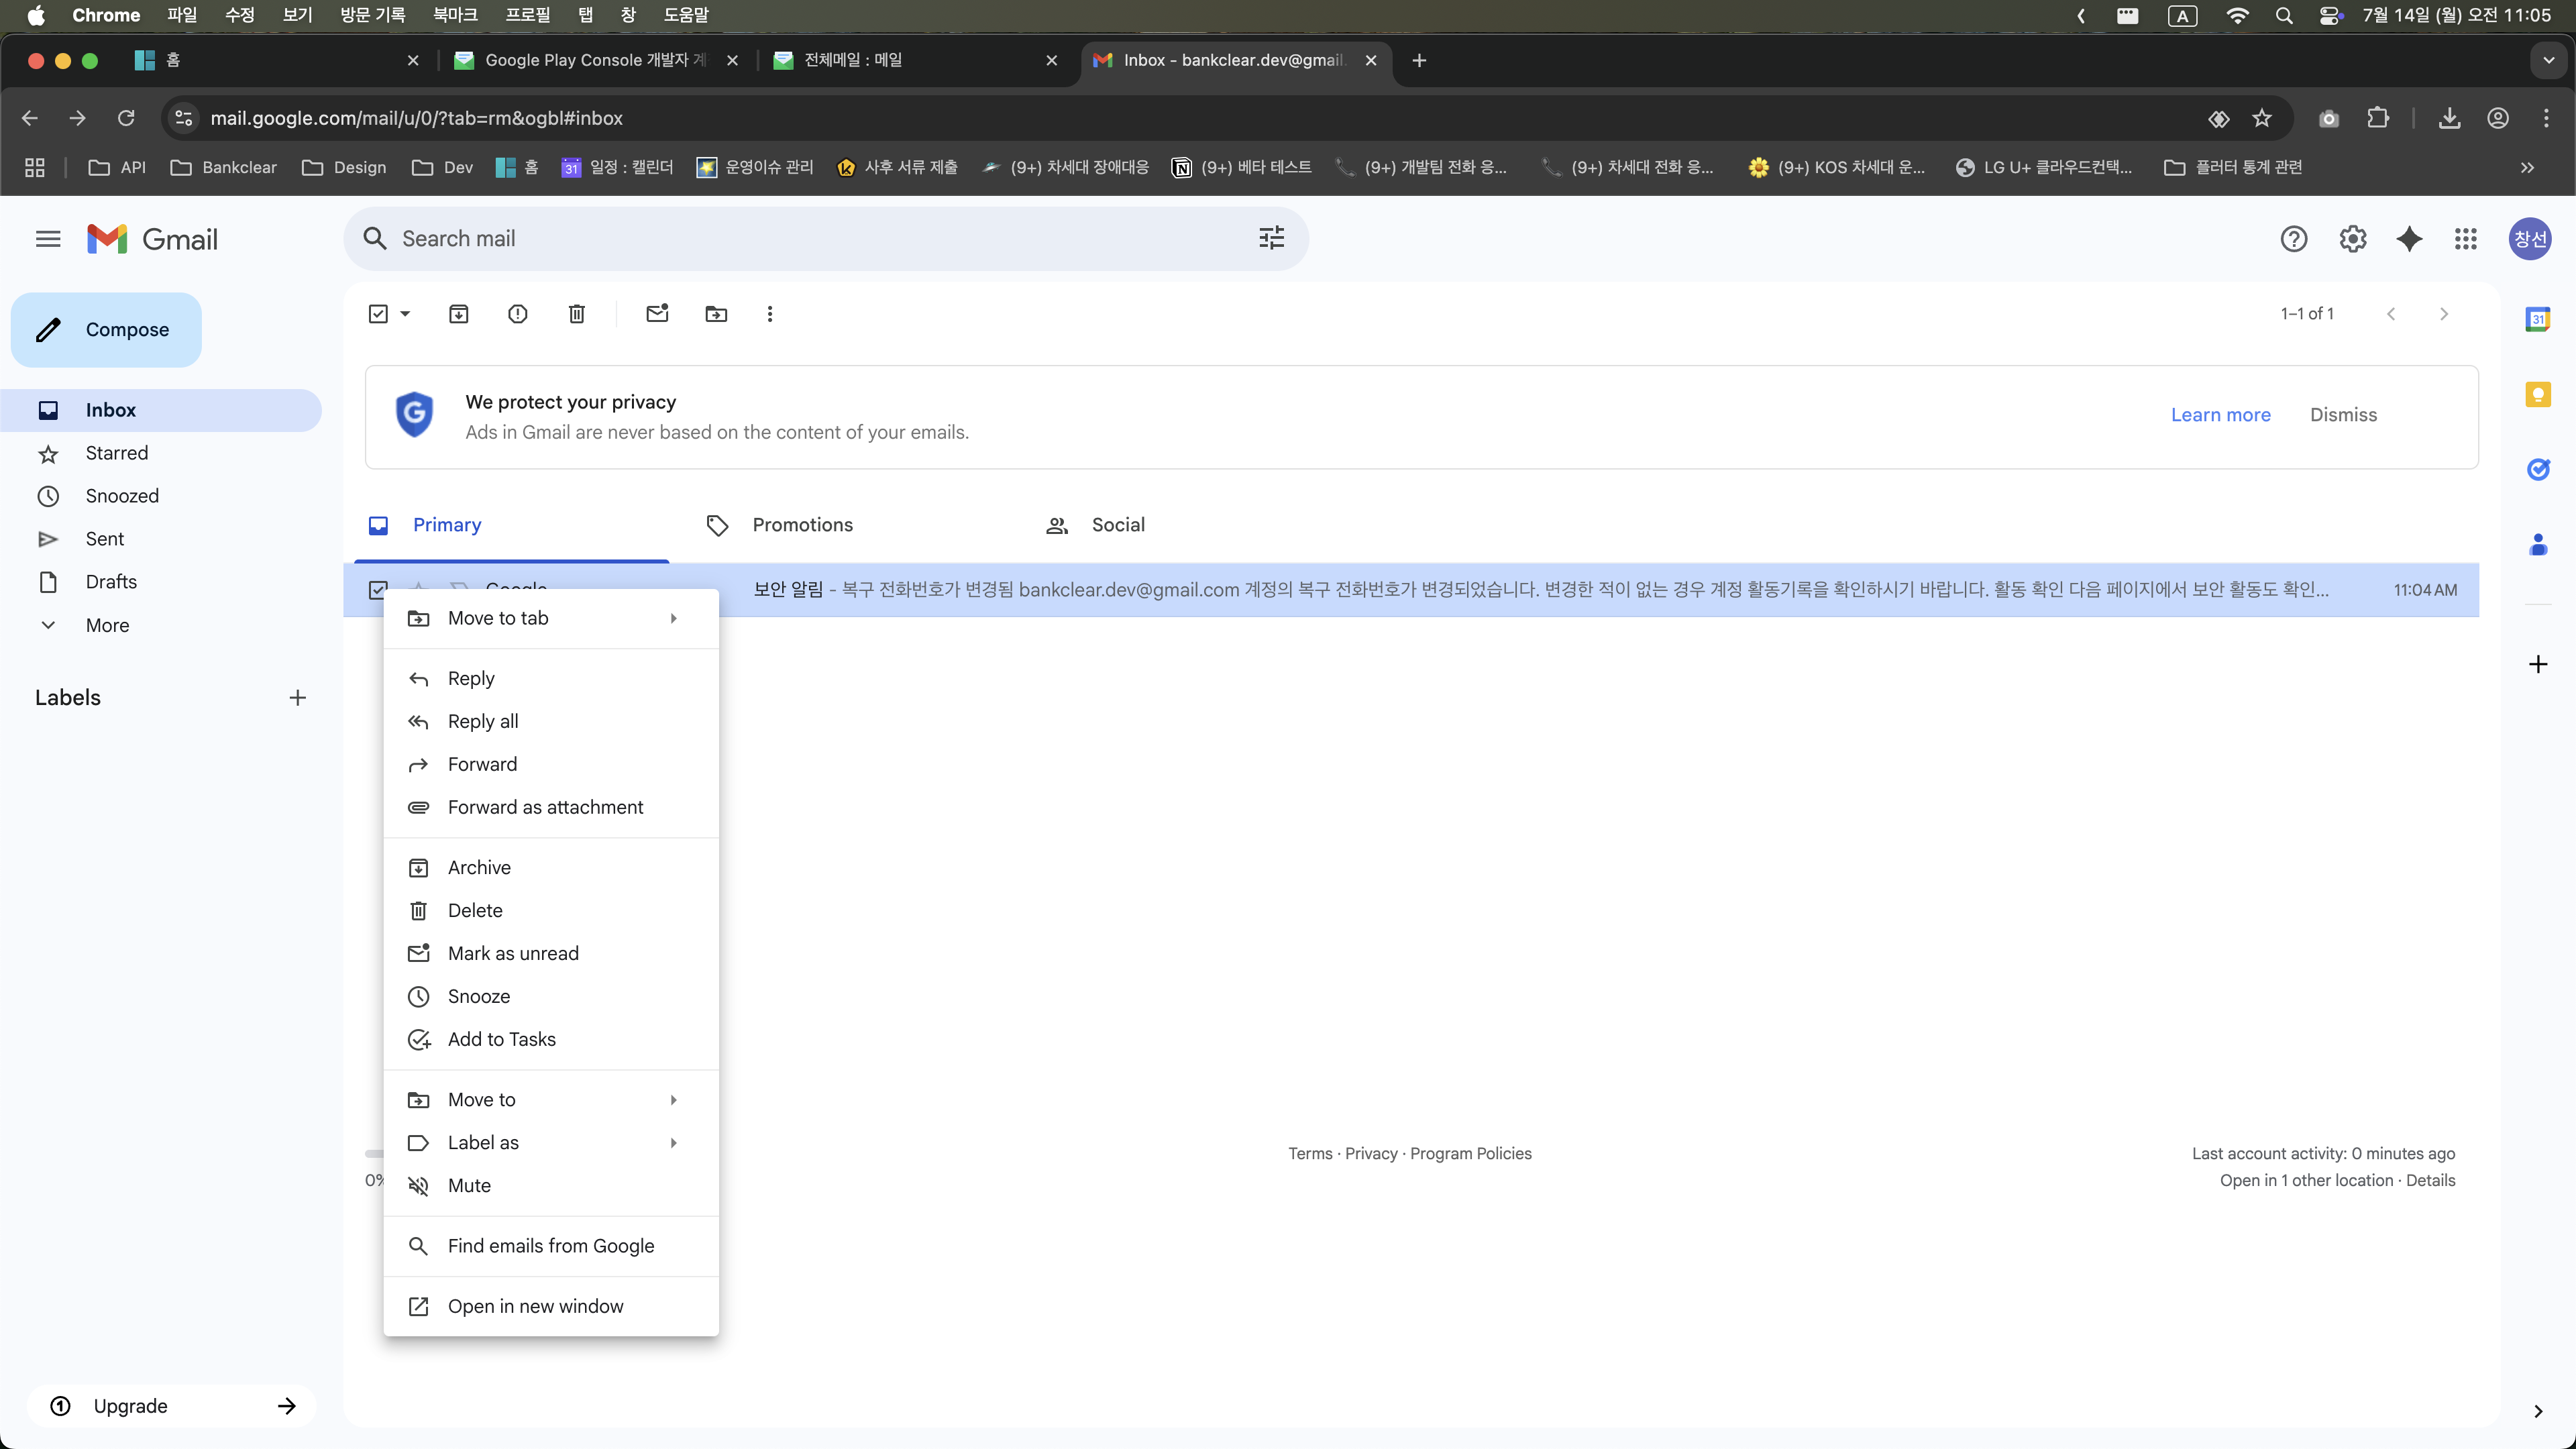 Chrome 파일 수정 보기 방문 기록 북마크 프로필 탭 창 도움말 A 7월 14일 (월) 오전 11:05
홈 Google Play Console 개발자 계 전체메일 : 메일 Inbox - bankclear.dev@gmail.
mail.google.com/mail/u/0/?tab=rm&ogbl#inbox
API Bankclear Design Dev 홈 31 일정 : 캘린더 운영이슈 관리 사후 서류 제출 (9+) 차세대 장애대응 (9+) 베타 테스트 (9+) 개발팀 전화 응... (9+) 차세대 전화 응... (9+) KOS 차세대 운... LG U+ 클라우드컨택... 플러터 통계 관련
Gmail
Search mail
창선
Compose
1–1 of 1
31
We protect your privacy
Ads in Gmail are never based on the content of your emails.
Learn more Dismiss
Inbox
Starred
Snoozed
Sent
Drafts
More
Labels
Primary Promotions Social
Google 보안 알림 - 복구 전화번호가 변경됨 bankclear.dev@gmail.com 계정의 복구 전화번호가 변경되었습니다. 변경한 적이 없는 경우 계정 활동기록을 확인하시기 바랍니다. 활동 확인 다음 페이지에서 보안 활동도 확인... 11:04 AM
Move to tab
Reply
Reply all
Forward
Forward as attachment
Archive
Delete
Mark as unread
Snooze
Add to Tasks
Move to
Label as
Mute
Find emails from Google
Open in new window
0%
Terms · Privacy · Program Policies
Last account activity: 0 minutes ago
Open in 1 other location · Details
Upgrade